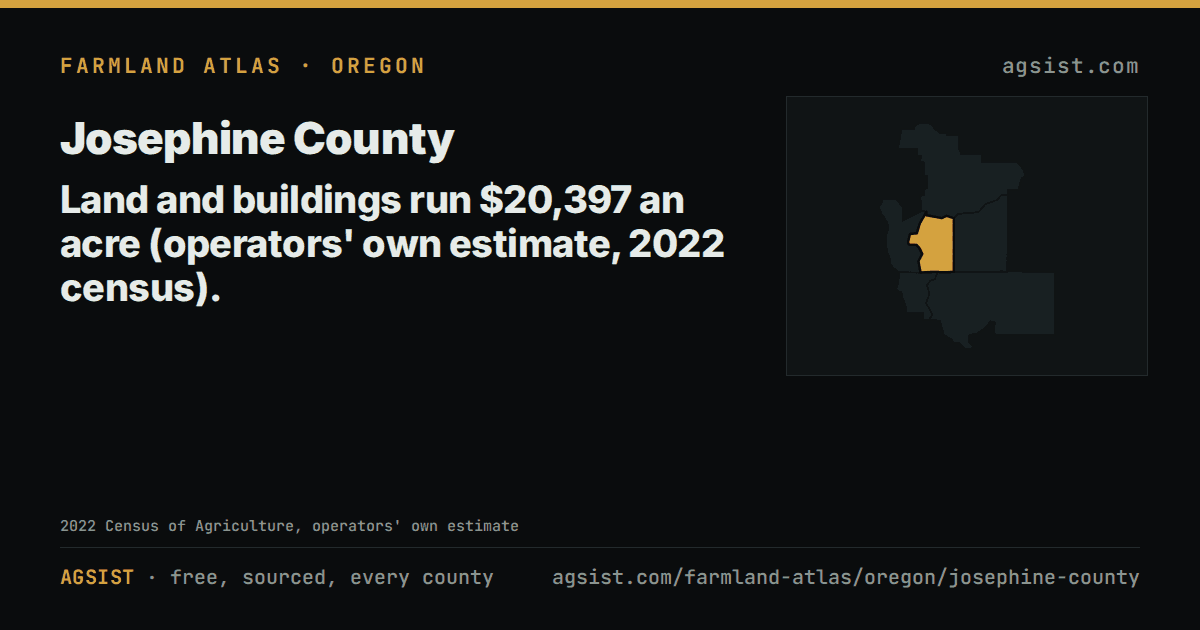 FARMLAND ATLAS · OREGON
agsist.com
Josephine County
Land and buildings run $20,397 an
acre (operators' own estimate, 2022
census).
2022 Census of Agriculture, operators' own estimate
AGSIST · free, sourced, every county
agsist.com/farmland-atlas/oregon/josephine-county